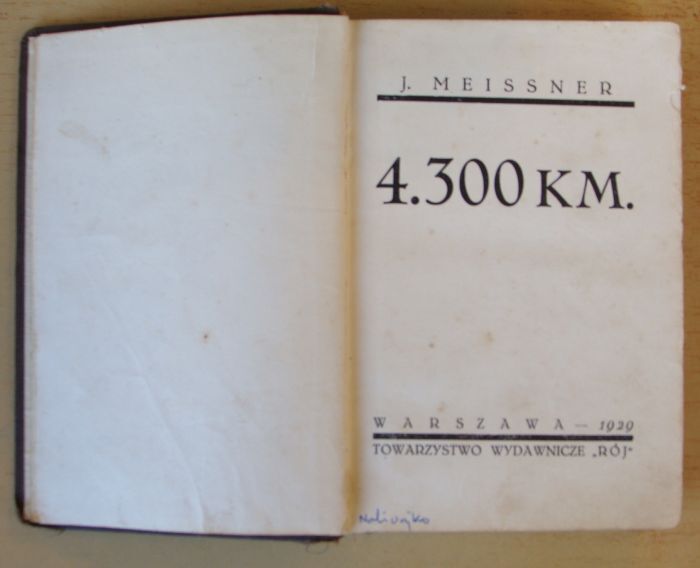 J. MEISSNER
4.300 KM.
WARSZAWA — 1929
TOWARZYSTWO WYDAWNICZE „RÓJ“